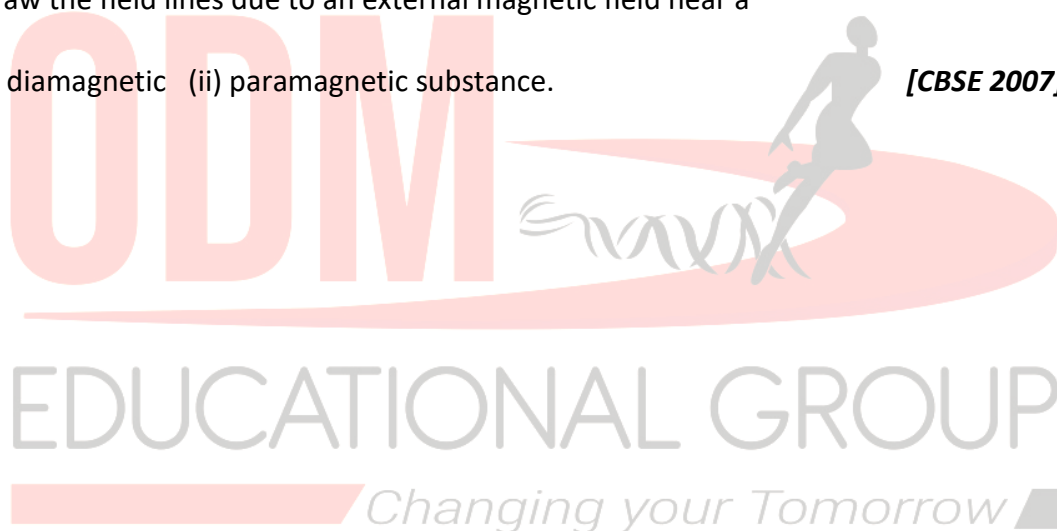 aw the field lines due to an external magnetic field near a
diamagnetic (ii) paramagnetic substance. [CBSE 2007]
ODM
EDUCATIONAL GROUP
Changing your Tomorrow